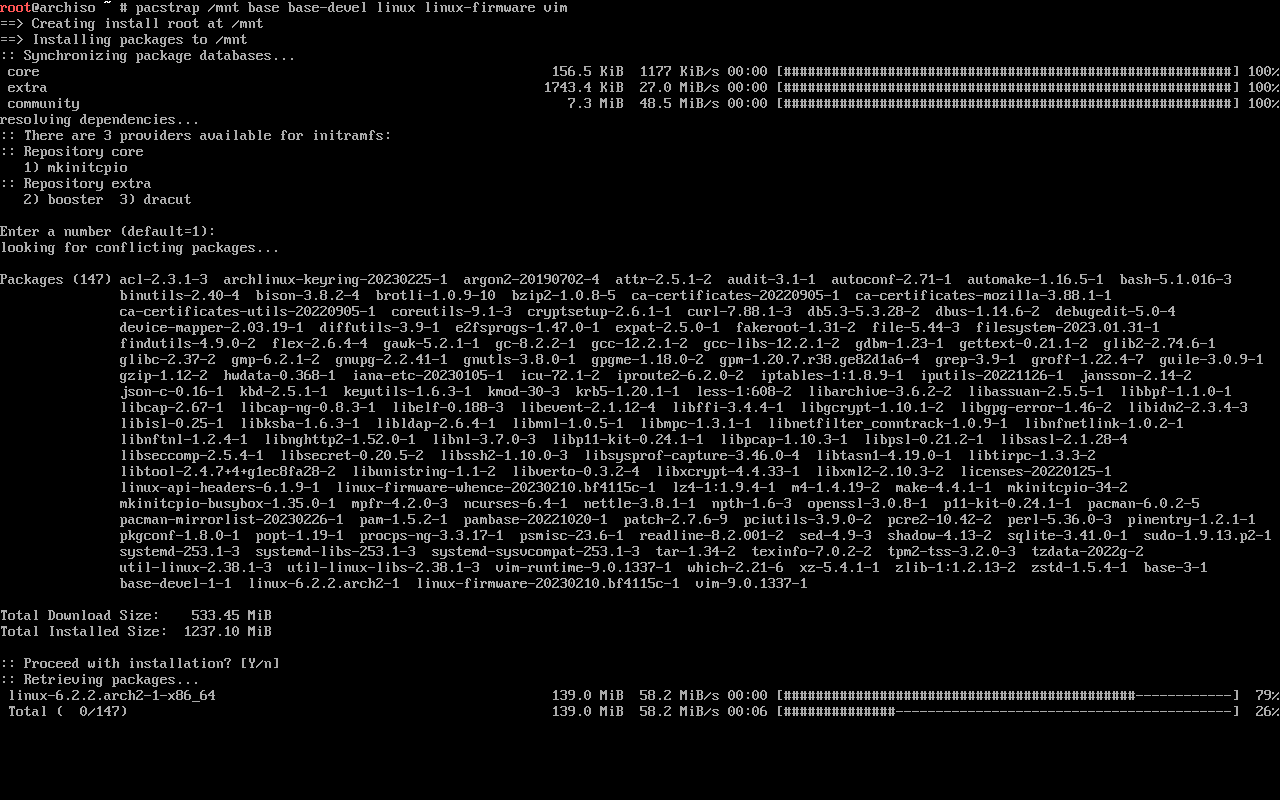 root@archiso ~ # pacstrap /mnt base base-devel linux linux-firmware vim
==> Creating install root at /mnt
==> Installing packages to /mnt
:: Synchronizing package databases...
 core 156.5 KiB 1177 KiB/s 00:00 [########################################################] 100%
 extra 1743.4 KiB 27.0 MiB/s 00:00 [########################################################] 100%
 community 7.3 MiB 48.5 MiB/s 00:00 [########################################################] 100%
resolving dependencies...
:: There are 3 providers available for initramfs:
:: Repository core
   1) mkinitcpio
:: Repository extra
   2) booster  3) dracut
Enter a number (default=1):
looking for conflicting packages...
Packages (147) acl-2.3.1-3  archlinux-keyring-20230225-1  argon2-20190702-4  attr-2.5.1-2  audit-3.1-1  autoconf-2.71-1  automake-1.16.5-1  bash-5.1.016-3
binutils-2.40-4  bison-3.8.2-4  brotli-1.0.9-10  bzip2-1.0.8-5  ca-certificates-20220905-1  ca-certificates-mozilla-3.88.1-1
ca-certificates-utils-20220905-1  coreutils-9.1-3  cryptsetup-2.6.1-1  curl-7.88.1-3  db5.3-5.3.28-2  dbus-1.14.6-2  debugedit-5.0-4
device-mapper-2.03.19-1  diffutils-3.9-1  e2fsprogs-1.47.0-1  expat-2.5.0-1  fakeroot-1.31-2  file-5.44-3  filesystem-2023.01.31-1
findutils-4.9.0-2  flex-2.6.4-4  gawk-5.2.1-1  gc-8.2.2-1  gcc-12.2.1-2  gcc-libs-12.2.1-2  gdbm-1.23-1  gettext-0.21.1-2  glib2-2.74.6-1
glibc-2.37-2  gmp-6.2.1-2  gnupg-2.2.41-1  gnutls-3.8.0-1  gpgme-1.18.0-2  gpm-1.20.7.r38.ge82d1a6-4  grep-3.9-1  groff-1.22.4-7  guile-3.0.9-1
gzip-1.12-2  hwdata-0.368-1  iana-etc-20230105-1  icu-72.1-2  iproute2-6.2.0-2  iptables-1:1.8.9-1  iputils-20221126-1  jansson-2.14-2
json-c-0.16-1  kbd-2.5.1-1  keyutils-1.6.3-1  kmod-30-3  krb5-1.20.1-1  less-1:608-2  libarchive-3.6.2-2  libassuan-2.5.5-1  libbpf-1.1.0-1
libcap-2.67-1  libcap-ng-0.8.3-1  libelf-0.188-3  libevent-2.1.12-4  libffi-3.4.4-1  libgcrypt-1.10.1-2  libgpg-error-1.46-2  libidn2-2.3.4-3
libisl-0.25-1  libksba-1.6.3-1  libldap-2.6.4-1  libmnl-1.0.5-1  libmpc-1.3.1-1  libnetfilter_conntrack-1.0.9-1  libnfnetlink-1.0.2-1
libnftnl-1.2.4-1  libnghttp2-1.52.0-1  libnl-3.7.0-3  libp11-kit-0.24.1-1  libpcap-1.10.3-1  libpsl-0.21.2-1  libsasl-2.1.28-4
libseccomp-2.5.4-1  libsecret-0.20.5-2  libssh2-1.10.0-3  libsysprof-capture-3.46.0-4  libtasn1-4.19.0-1  libtirpc-1.3.3-2
libtool-2.4.7+4+g1ec8fa28-2  libunistring-1.1-2  libverto-0.3.2-4  libxcrypt-4.4.33-1  libxml2-2.10.3-2  licenses-20220125-1
linux-api-headers-6.1.9-1  linux-firmware-whence-20230210.bf4115c-1  lz4-1:1.9.4-1  m4-1.4.19-2  make-4.4.1-1  mkinitcpio-34-2
mkinitcpio-busybox-1.35.0-1  mpfr-4.2.0-3  ncurses-6.4-1  nettle-3.8.1-1  npth-1.6-3  openssl-3.0.8-1  p11-kit-0.24.1-1  pacman-6.0.2-5
pacman-mirrorlist-20230226-1  pam-1.5.2-1  pambase-20221020-1  patch-2.7.6-9  pciutils-3.9.0-2  pcre2-10.42-2  perl-5.36.0-3  pinentry-1.2.1-1
pkgconf-1.8.0-1  popt-1.19-1  procps-ng-3.3.17-1  psmisc-23.6-1  readline-8.2.001-2  sed-4.9-3  shadow-4.13-2  sqlite-3.41.0-1  sudo-1.9.13.p2-1
systemd-253.1-3  systemd-libs-253.1-3  systemd-sysvcompat-253.1-3  tar-1.34-2  texinfo-7.0.2-2  tpm2-tss-3.2.0-3  tzdata-2022g-2
util-linux-2.38.1-3  util-linux-libs-2.38.1-3  vim-runtime-9.0.1337-1  which-2.21-6  xz-5.4.1-1  zlib-1:1.2.13-2  zstd-1.5.4-1  base-3-1
base-devel-1-1  linux-6.2.2.arch2-1  linux-firmware-20230210.bf4115c-1  vim-9.0.1337-1
Total Download Size:    533.45 MiB
Total Installed Size:  1237.10 MiB
:: Proceed with installation? [Y/n]
:: Retrieving packages...
 linux-6.2.2.arch2-1-x86_64 139.0 MiB 58.2 MiB/s 00:00 [############################################------------] 79%
 Total (  0/147) 139.0 MiB 58.2 MiB/s 00:06 [##############------------------------------------------] 26%